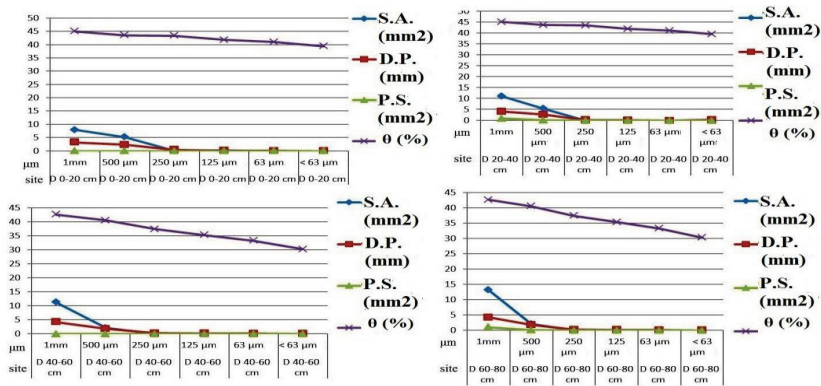 50
45
40
35
30
25
20
15
10
5
0
S.A.
(mm2)
D.P.
(mm)
P.S.
(mm2)
θ (%)
µm 1mm 500 µm 250 µm 125 µm 63 µm < 63 µm
site D 0-20 cm D 0-20 cm D 0-20 cm D 0-20 cm D 0-20 cm D 0-20 cm
50
45
40
35
30
25
20
15
10
5
0
S.A.
(mm2)
D.P.
(mm)
P.S.
(mm2)
θ (%)
µm 1mm 500 µm 250 µm 125 µm 63 µm < 63 µm
site D 20-40 cm D 20-40 cm D 20-40 cm D 20-40 cm D 20-40 cm D 20-40 cm
45
40
35
30
25
20
15
10
5
0
S.A.
(mm2)
D.P.
(mm)
P.S.
(mm2)
θ (%)
µm 1mm 500 µm 250 µm 125 µm 63 µm < 63 µm
site D 40-60 cm D 40-60 cm D 40-60 cm D 40-60 cm D 40-60 cm D 40-60 cm
45
40
35
30
25
20
15
10
5
0
S.A.
(mm2)
D.P.
(mm)
P.S.
(mm2)
θ (%)
µm 1mm 500 µm 250 µm 125 µm 63 µm < 63 µm
site D 60-80 cm D 60-80 cm D 60-80 cm D 60-80 cm D 60-80 cm D 60-80 cm